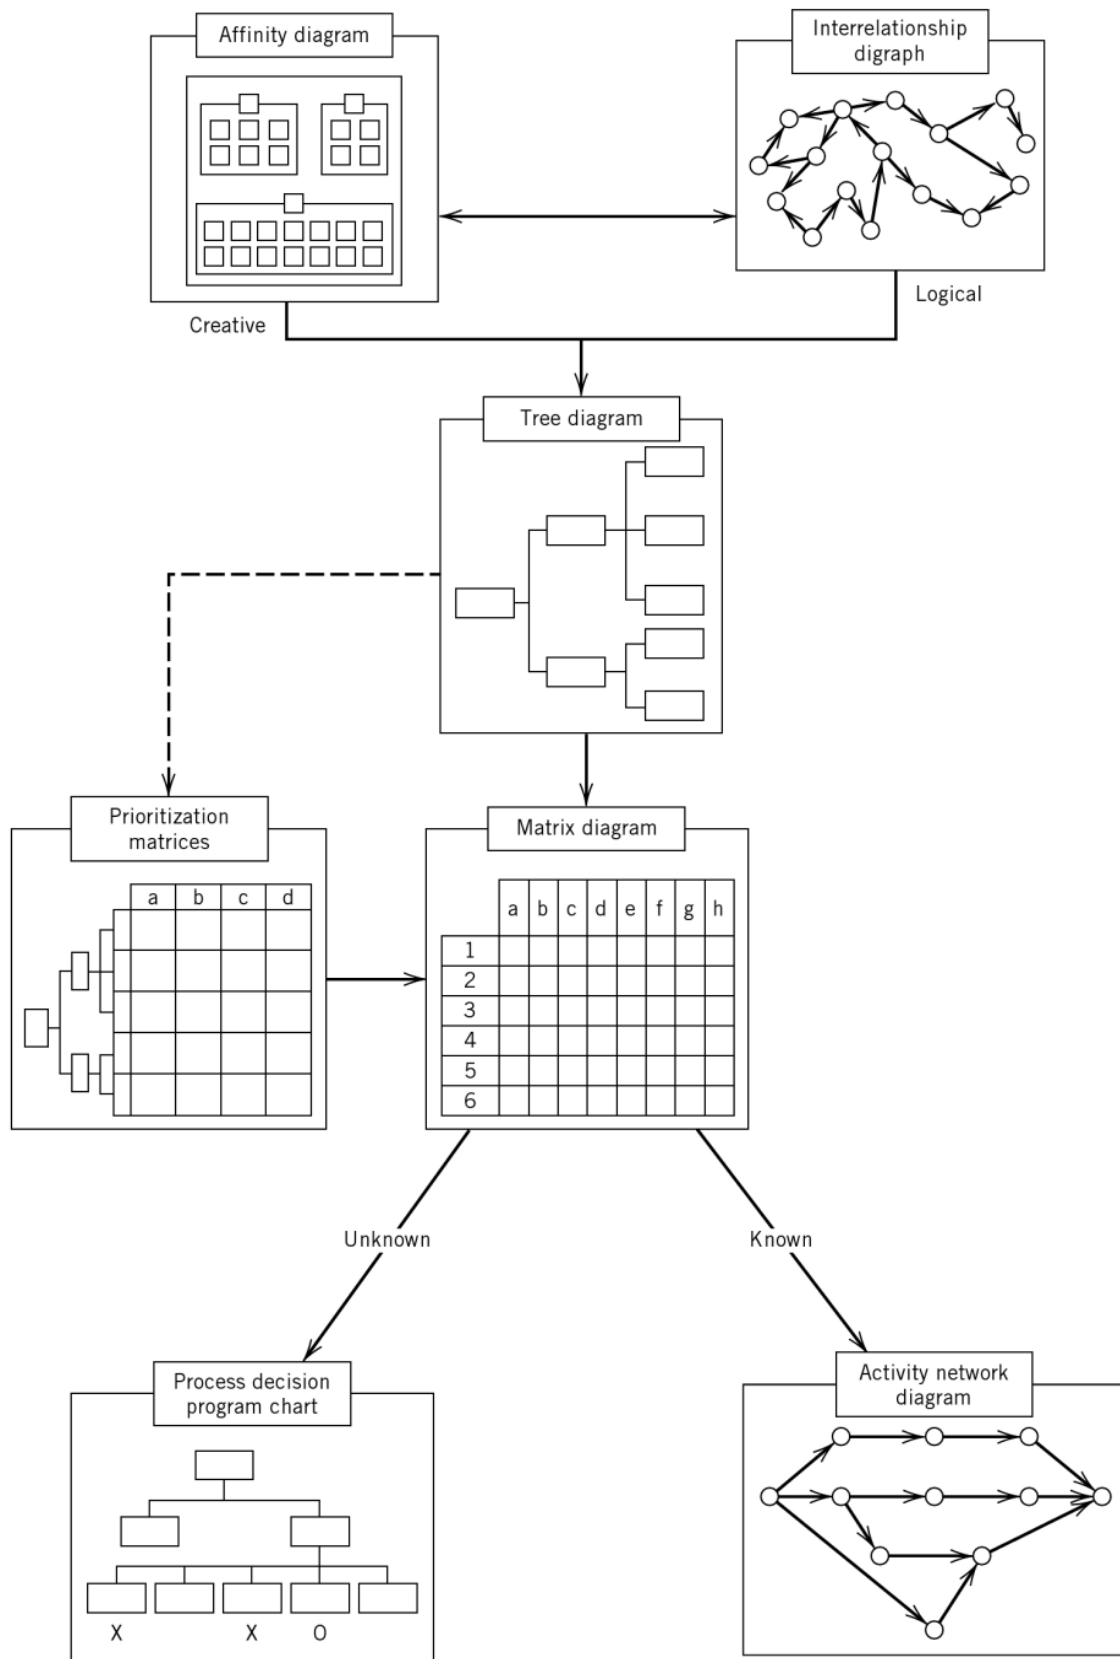 Affinity diagram
Interrelationship
digraph
Creative
Logical
Tree diagram
Prioritization
matrices
a b c d
Matrix diagram
a b c d e f g h
1
2
3
4
5
6
Unknown
Known
Process decision
program chart
X X O
Activity network
diagram